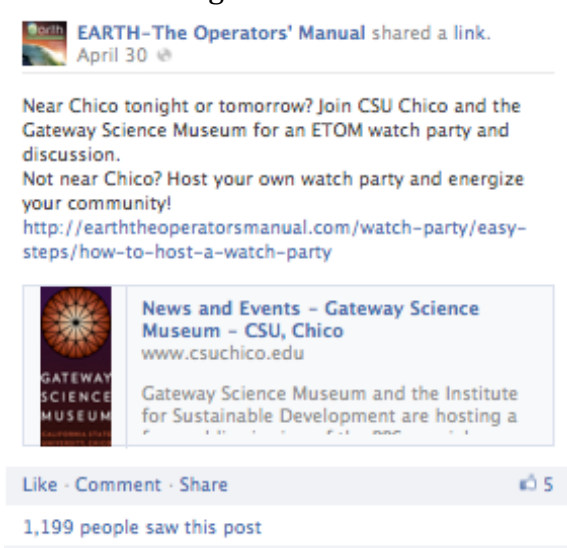 EARTH–The Operators' Manual shared a link.
April 30
Near Chico tonight or tomorrow? Join CSU Chico and the
Gateway Science Museum for an ETOM watch party and
discussion.
Not near Chico? Host your own watch party and energize
your community!
http://earththeoperatorsmanual.com/watch-party/easy-
steps/how-to-host-a-watch-party
GATEWAY
SCIENCE
MUSEUM
CALIFORNIA STATE
UNIVERSITY, CHICO
News and Events – Gateway Science
Museum – CSU, Chico
www.csuchico.edu
Gateway Science Museum and the Institute
for Sustainable Development are hosting a
Like · Comment · Share
5
1,199 people saw this post